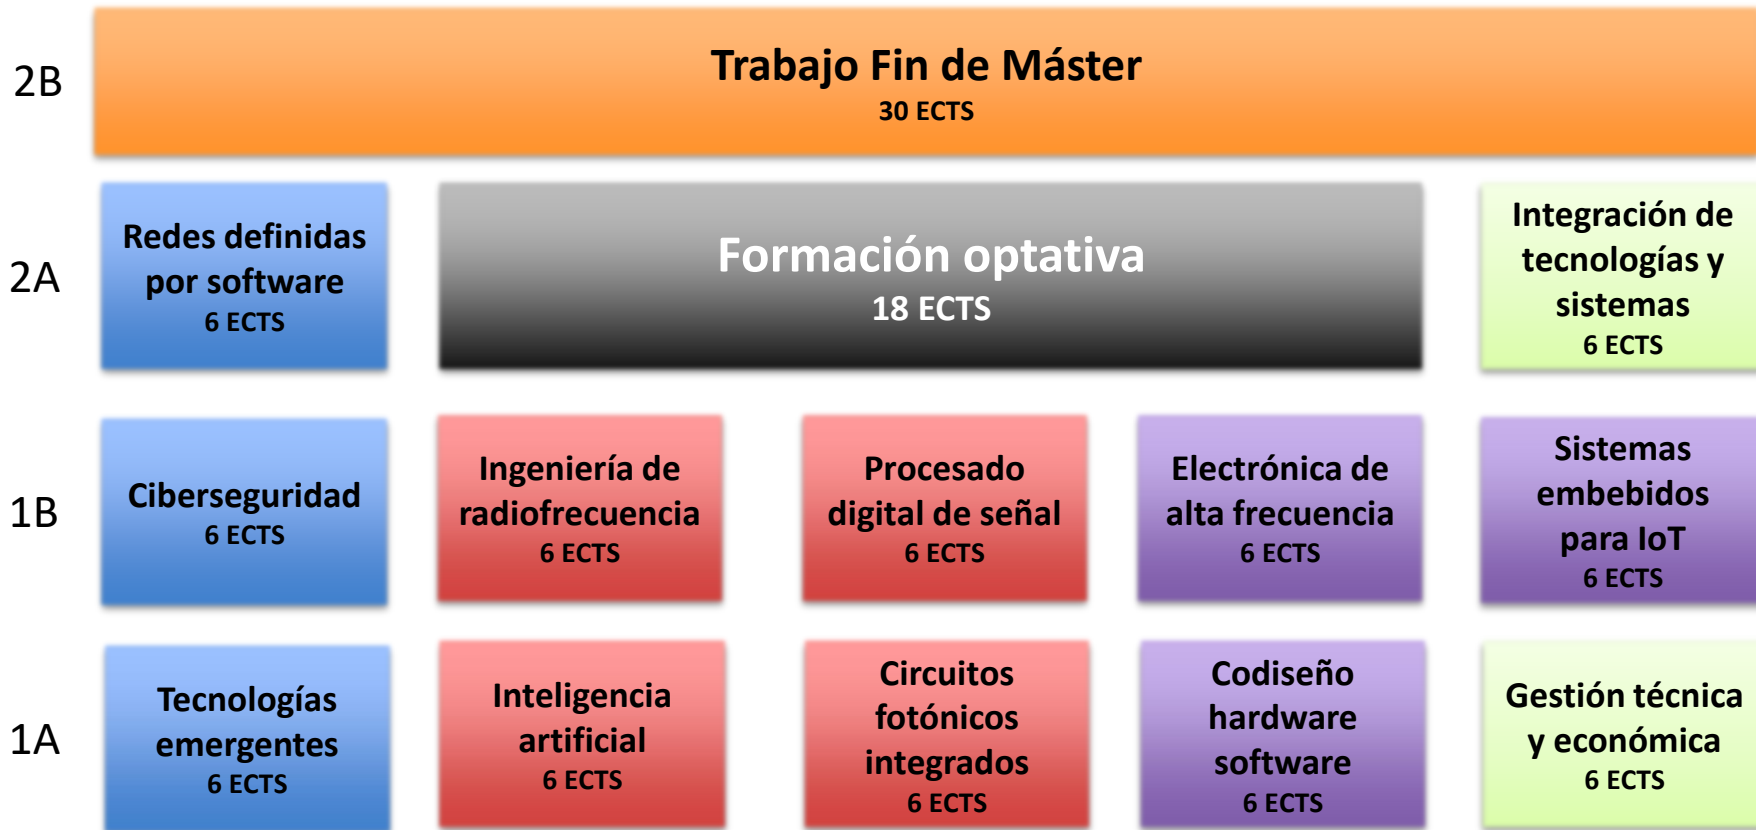 2B
Trabajo Fin de Máster
30 ECTS
2A
Redes definidas
por software
6 ECTS
Formación optativa
18 ECTS
Integración de
tecnologías y
sistemas
6 ECTS
1B
Ciberseguridad
6 ECTS
Ingeniería de
radiofrecuencia
6 ECTS
Procesado
digital de señal
6 ECTS
Electrónica de
alta frecuencia
6 ECTS
Sistemas
embebidos
para IoT
6 ECTS
1A
Tecnologías
emergentes
6 ECTS
Inteligencia
artificial
6 ECTS
Circuitos
fotónicos
integrados
6 ECTS
Codiseño
hardware
software
6 ECTS
Gestión técnica
y económica
6 ECTS